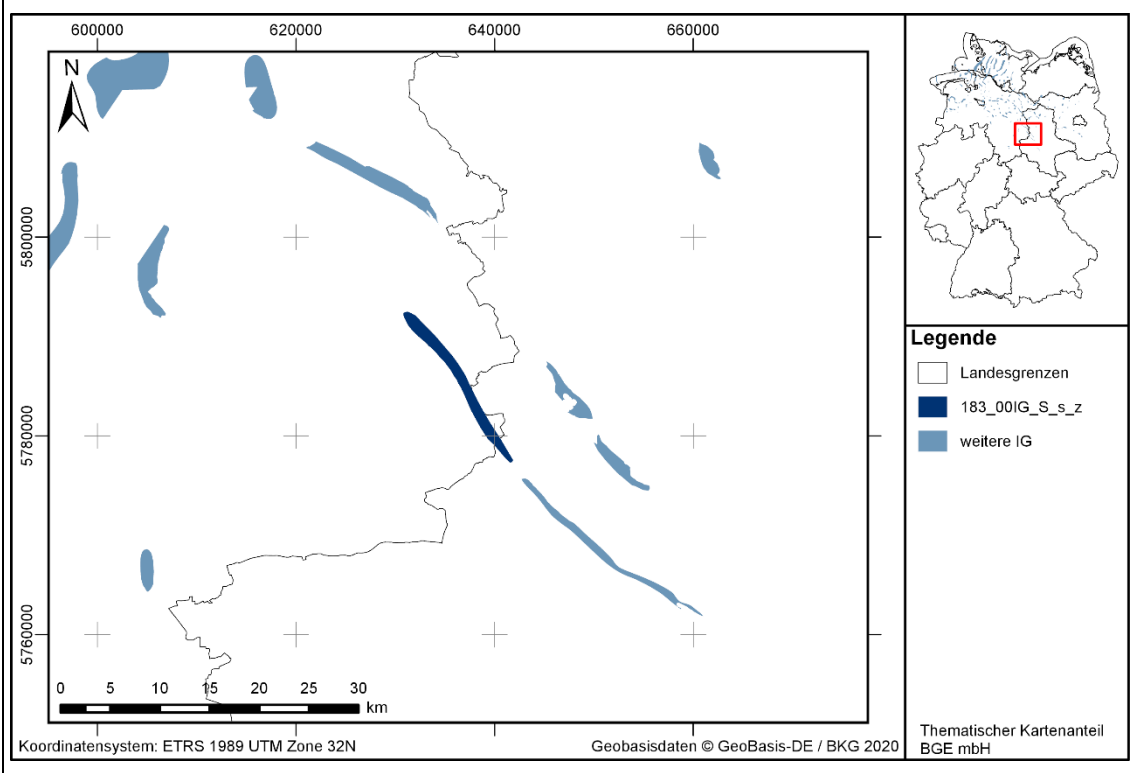 600000 620000 640000 660000
N
5800000
5780000
5760000
0 5 10 15 20 25 30
km
Koordinatensystem: ETRS 1989 UTM Zone 32N
Geobasisdaten © GeoBasis-DE / BKG 2020
Legende
Landesgrenzen
183_00IG_S_s_z
weitere IG
Thematischer Kartenanteil
BGE mbH